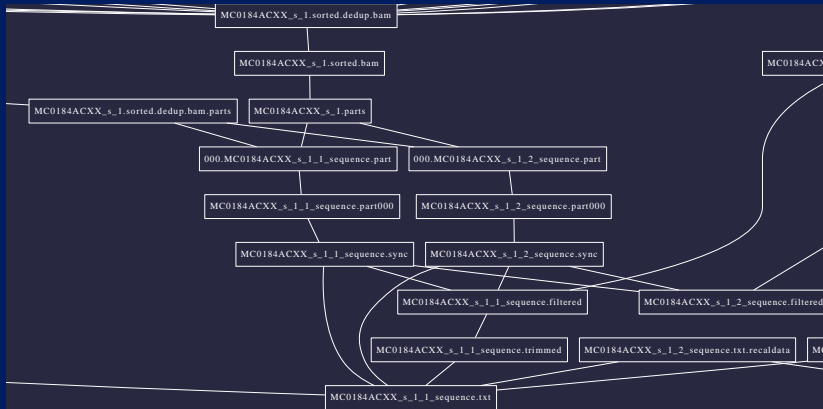 MC0184ACXX_s_1.sorted.dedup.bam
MC0184ACXX_s_1.sorted.bam
MC0184ACX
MC0184ACXX_s_1.sorted.dedup.bam.parts
MC0184ACXX_s_1.parts
000.MC0184ACXX_s_1_1_sequence.part
000.MC0184ACXX_s_1_2_sequence.part
MC0184ACXX_s_1_1_sequence.part000
MC0184ACXX_s_1_2_sequence.part000
MC0184ACXX_s_1_1_sequence.sync
MC0184ACXX_s_1_2_sequence.sync
MC0184ACXX_s_1_1_sequence.filtered
MC0184ACXX_s_1_2_sequence.filtered
MC0184ACXX_s_1_1_sequence.trimmed
MC0184ACXX_s_1_2_sequence.txt.recaldata
MC0184ACXX_s_1_1_sequence.txt